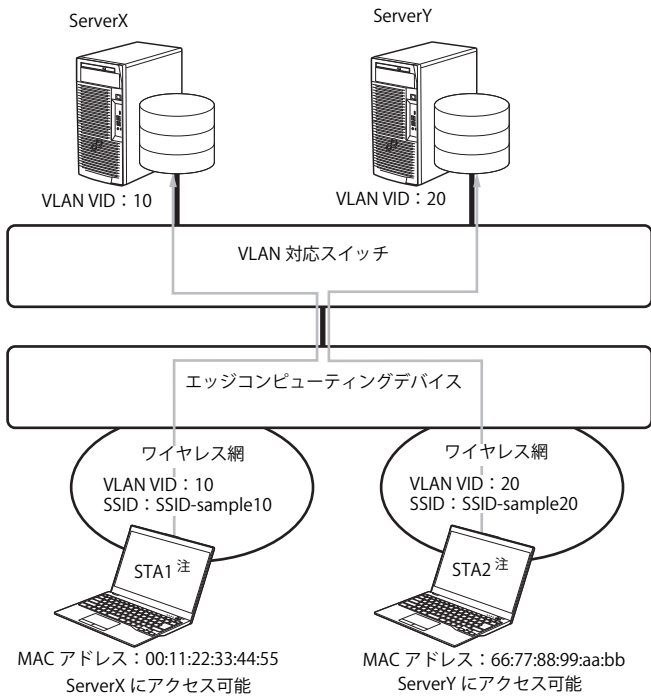 ServerX
ServerY
VLAN VID：10
VLAN VID：20
VLAN 対応スイッチ
エッジコンピューティングデバイス
ワイヤレス網
VLAN VID：10
SSID：SSID-sample10
ワイヤレス網
VLAN VID：20
SSID：SSID-sample20
STA1 注
STA2 注
MAC アドレス：00:11:22:33:44:55
ServerX にアクセス可能
MAC アドレス：66:77:88:99:aa:bb
ServerY にアクセス可能